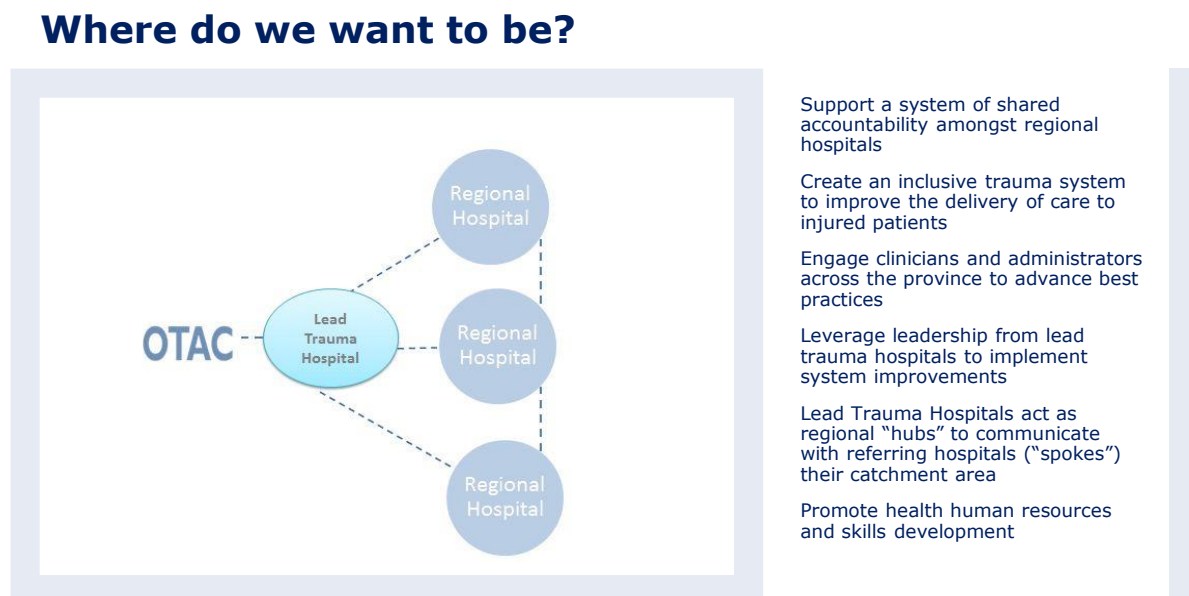 Where do we want to be?
Regional
Hospital
Lead
Trauma
Hospital
OTAC
Regional
Hospital
Regional
Hospital
Support a system of shared
accountability amongst regional
hospitals
Create an inclusive trauma system
to improve the delivery of care to
injured patients
Engage clinicians and administrators
across the province to advance best
practices
Leverage leadership from lead
trauma hospitals to implement
system improvements
Lead Trauma Hospitals act as
regional “hubs” to communicate
with referring hospitals (“spokes”)
their catchment area
Promote health human resources
and skills development